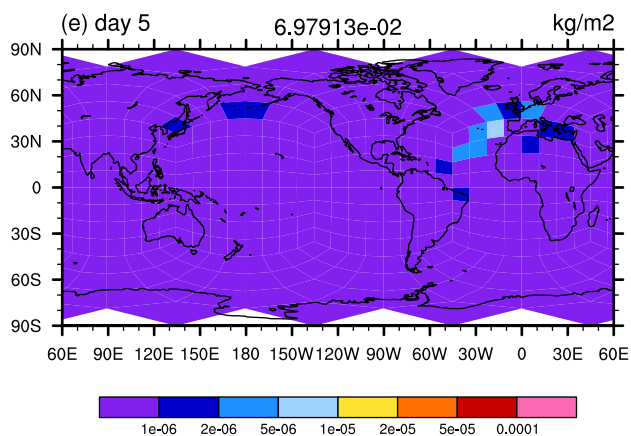 (e) day 5 6.97913e-02 kg/m2
90N
60N
30N
0
30S
60S
90S
60E 90E 120E 150E 180 150W 120W 90W 60W 30W 0 30E 60E
1e-06 2e-06 5e-06 1e-05 2e-05 5e-05 0.0001